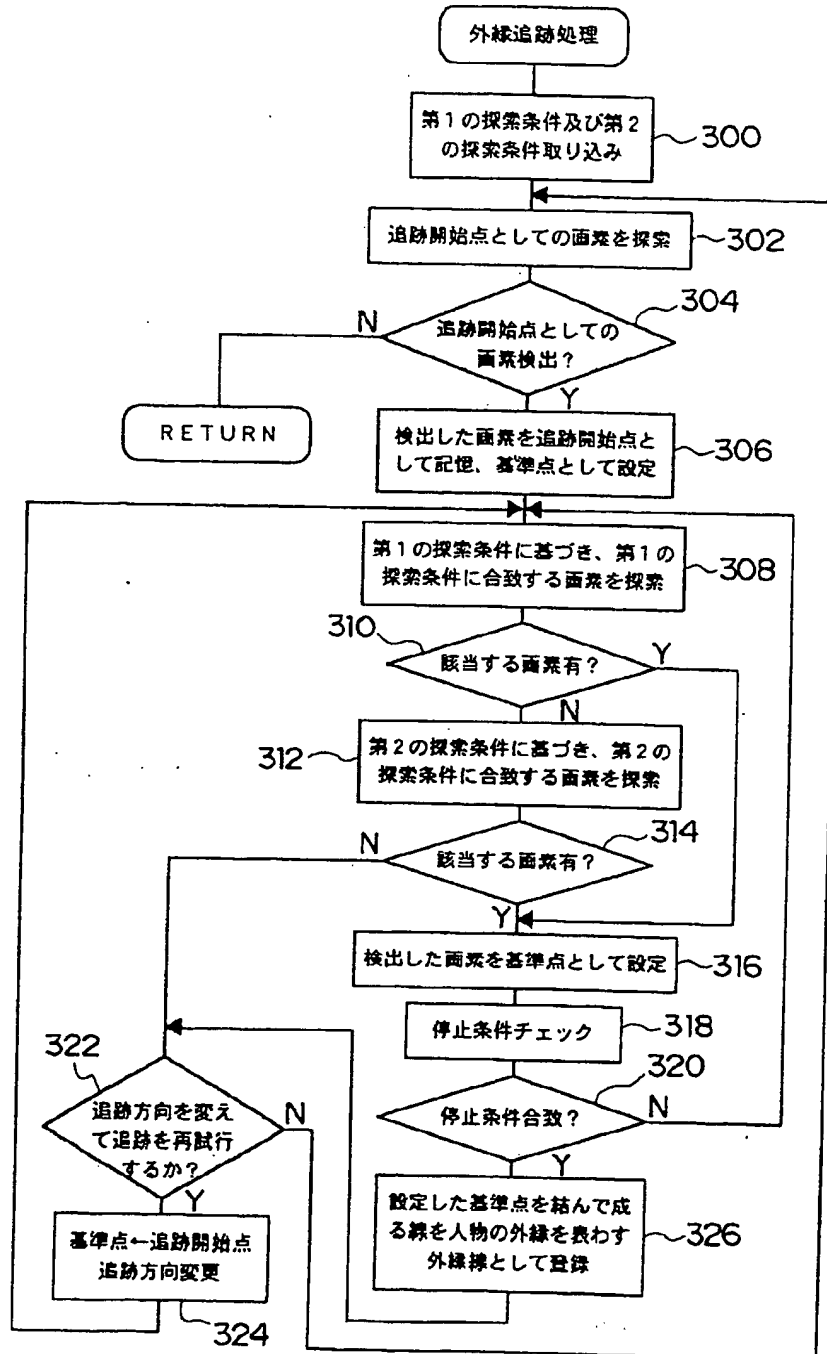 外縁追跡処理
第1の探索条件及び第2
の探索条件取り込み
300
追跡開始点としての画素を探索
302
304
N
追跡開始点としての
画素検出?
Y
RETURN
検出した画素を追跡開始点と
して記憶、基準点として設定
306
第1の探索条件に基づき、第1の
探索条件に合致する画素を探索
308
310
該当する画素有?
Y
N
312
第2の探索条件に基づき、第2の
探索条件に合致する画素を探索
314
N
該当する画素有?
Y
検出した画素を基準点として設定
316
停止条件チェック
318
322
320
追跡方向を変え
て追跡を再試行
するか?
N
停止条件合致?
N
Y
Y
基準点←追跡開始点
追跡方向変更
324
設定した基準点を結んで成
る線を人物の外縁を表わす
外縁線として登録
326